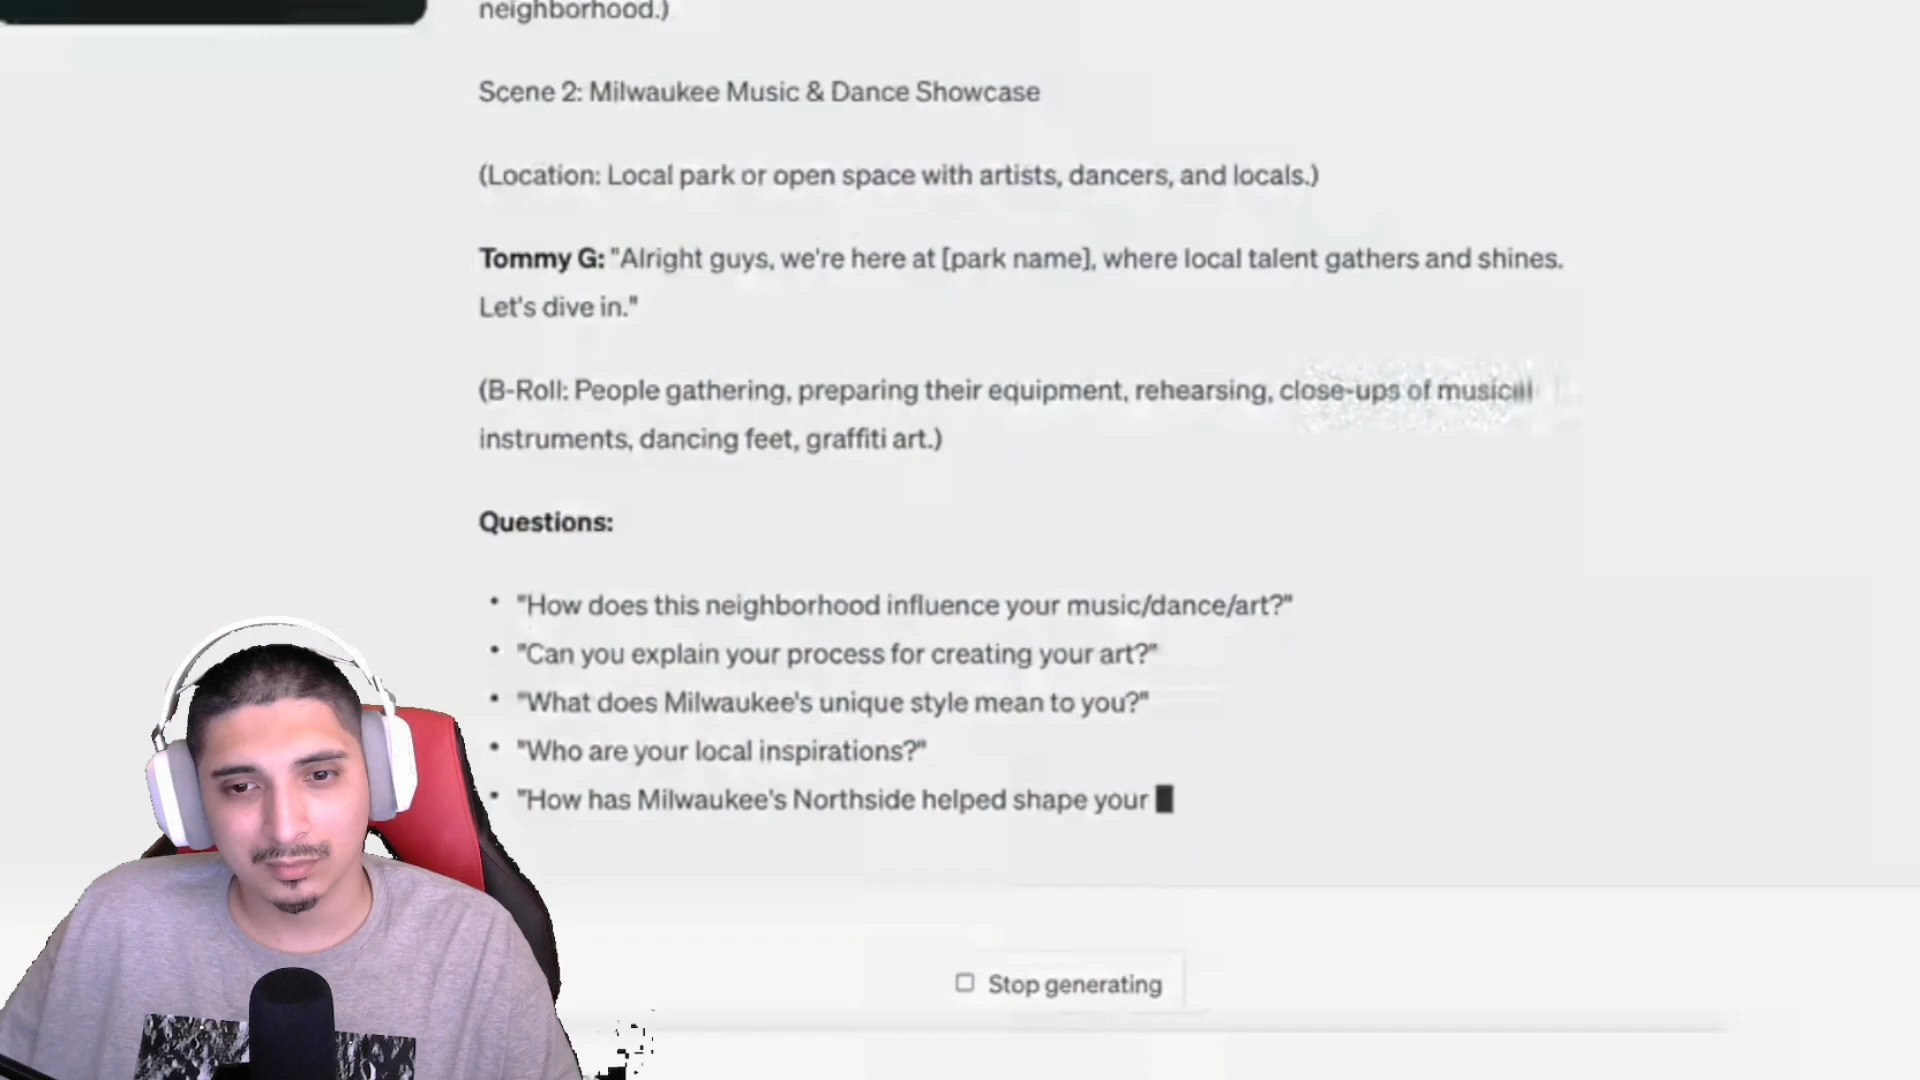 neighborhood.)
Scene 2: Milwaukee Music & Dance Showcase
(Location: Local park or open space with artists, dancers, and locals.)
Tommy G: "Alright guys, we're here at [park name], where local talent gathers and shines.
Let's dive in."
(B-Roll: People gathering, preparing their equipment, rehearsing, close-ups of musical
instruments, dancing feet, graffiti art.)
Questions:
• "How does this neighborhood influence your music/dance/art?"
• "Can you explain your process for creating your art?"
• "What does Milwaukee's unique style mean to you?"
• "Who are your local inspirations?"
• "How has Milwaukee's Northside helped shape your
Stop generating